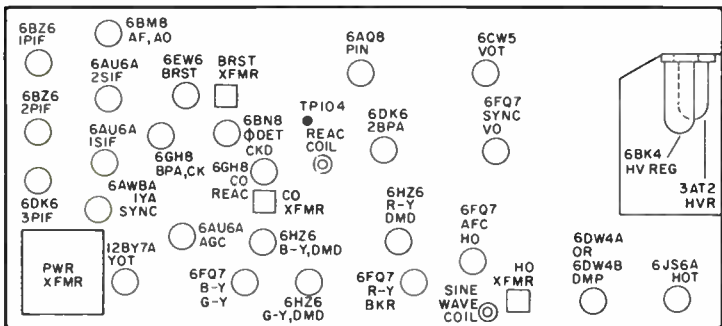 6BZ6
1PIF
6BM8
AF, AO
6BZ6
2PIF
6AU6A
2SIF
6EW6
BRST
BRST
XFMR
6AQ8
PIN
6CW5
VOT
6AU6A
1SIF
6GH8
BPA, CK
6BN8
ΦDET
CKD
TP104
REAC
COIL
6DK6
2BPA
6FQ7
SYNC
VO
6BK4
HV REG
3AT2
HVR
6DK6
3PIF
6AW8A
1YA
SYNC
6GH8
CO
REAC
CO
XFMR
6AU6A
AGC
6HZ6
B-Y, DMD
6HZ6
R-Y
DMD
6FQ7
AFC
HO
PWR
XFMR
12BY7A
YOT
6FQ7
B-Y
G-Y
6HZ6
G-Y, DMD
6FQ7
R-Y
BKR
SINE
WAVE
COIL
HO
XFMR
6DW4A
OR
6DW4B
DMP
6JS6A
HOT